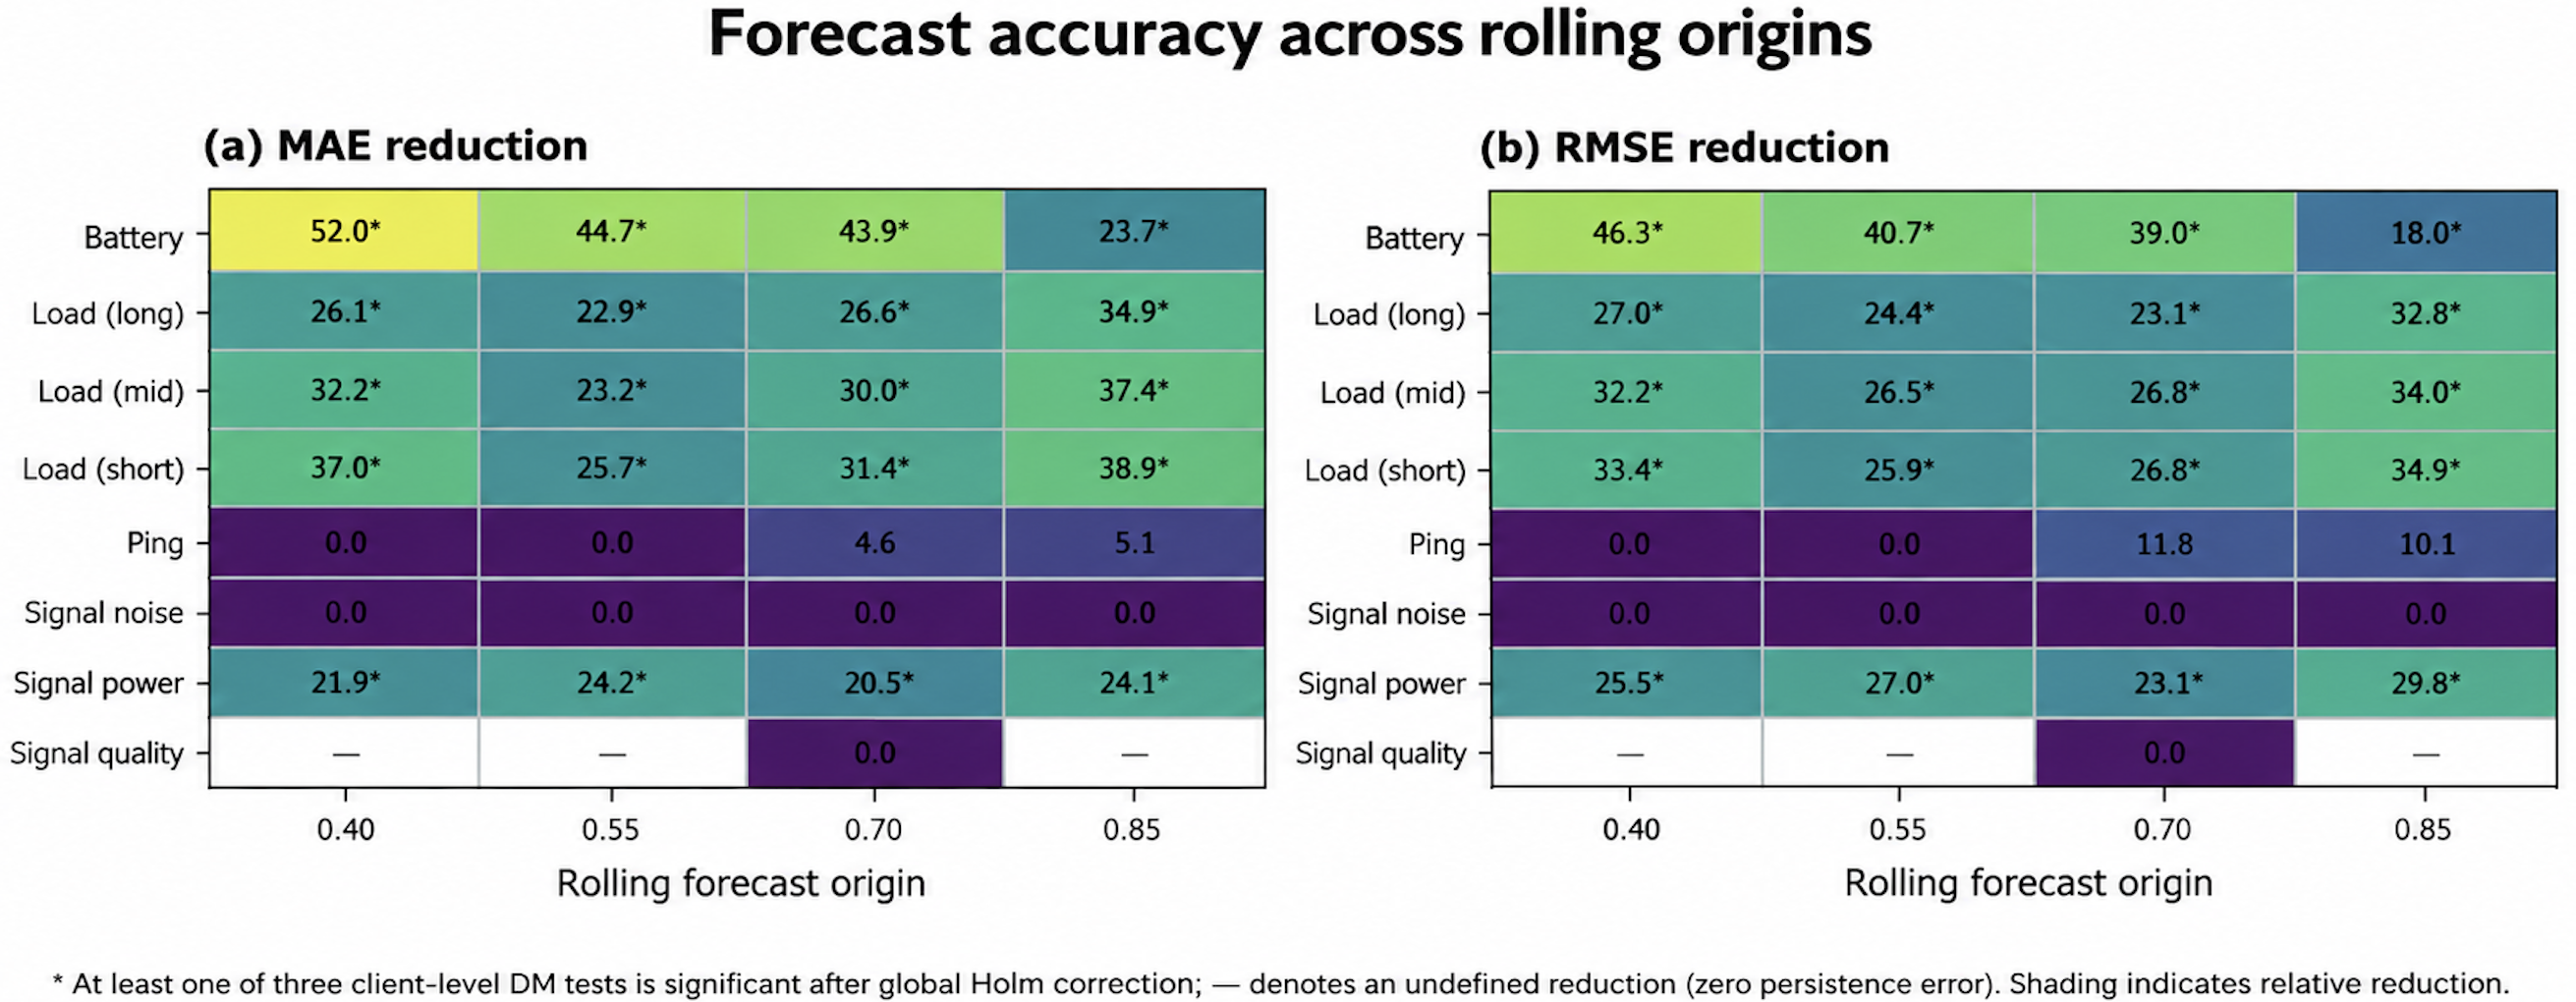 Forecast accuracy across rolling origins
(a) MAE reduction
Battery 52.0* 44.7* 43.9* 23.7*
Load (long) 26.1* 22.9* 26.6* 34.9*
Load (mid) 32.2* 23.2* 30.0* 37.4*
Load (short) 37.0* 25.7* 31.4* 38.9*
Ping 0.0 0.0 4.6 5.1
Signal noise 0.0 0.0 0.0 0.0
Signal power 21.9* 24.2* 20.5* 24.1*
Signal quality — — 0.0 —
0.40 0.55 0.70 0.85
Rolling forecast origin
(b) RMSE reduction
Battery 46.3* 40.7* 39.0* 18.0*
Load (long) 27.0* 24.4* 23.1* 32.8*
Load (mid) 32.2* 26.5* 26.8* 34.0*
Load (short) 33.4* 25.9* 26.8* 34.9*
Ping 0.0 0.0 11.8 10.1
Signal noise 0.0 0.0 0.0 0.0
Signal power 25.5* 27.0* 23.1* 29.8*
Signal quality — — 0.0 —
0.40 0.55 0.70 0.85
Rolling forecast origin
* At least one of three client-level DM tests is significant after global Holm correction; — denotes an undefined reduction (zero persistence error). Shading indicates relative reduction.